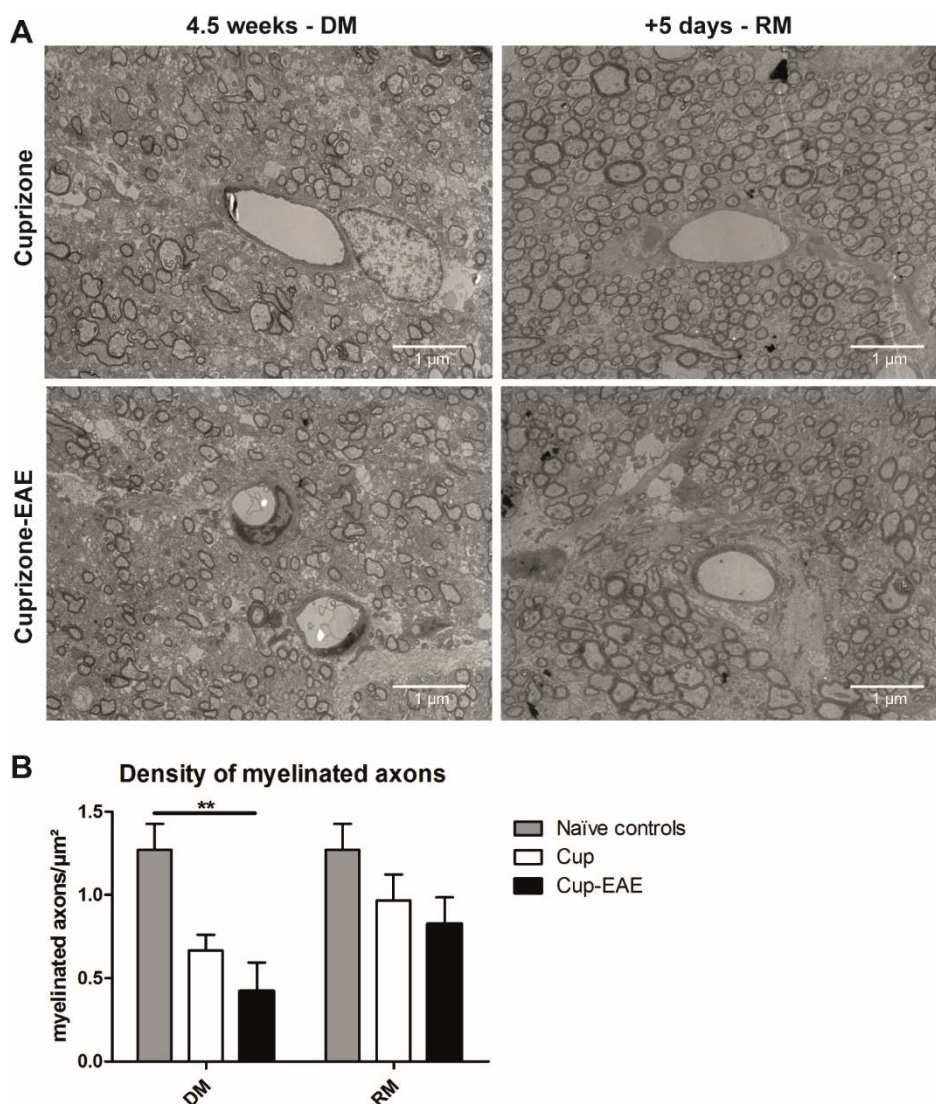 A
4.5 weeks - DM
+5 days - RM
Cuprizone
1 µm
1 µm
Cuprizone-EAE
1 µm
1 µm
B
Density of myelinated axons
myelinated axons/µm²
1.5
1.0
0.5
0.0
**
DM
RM
Naïve controls
Cup
Cup-EAE